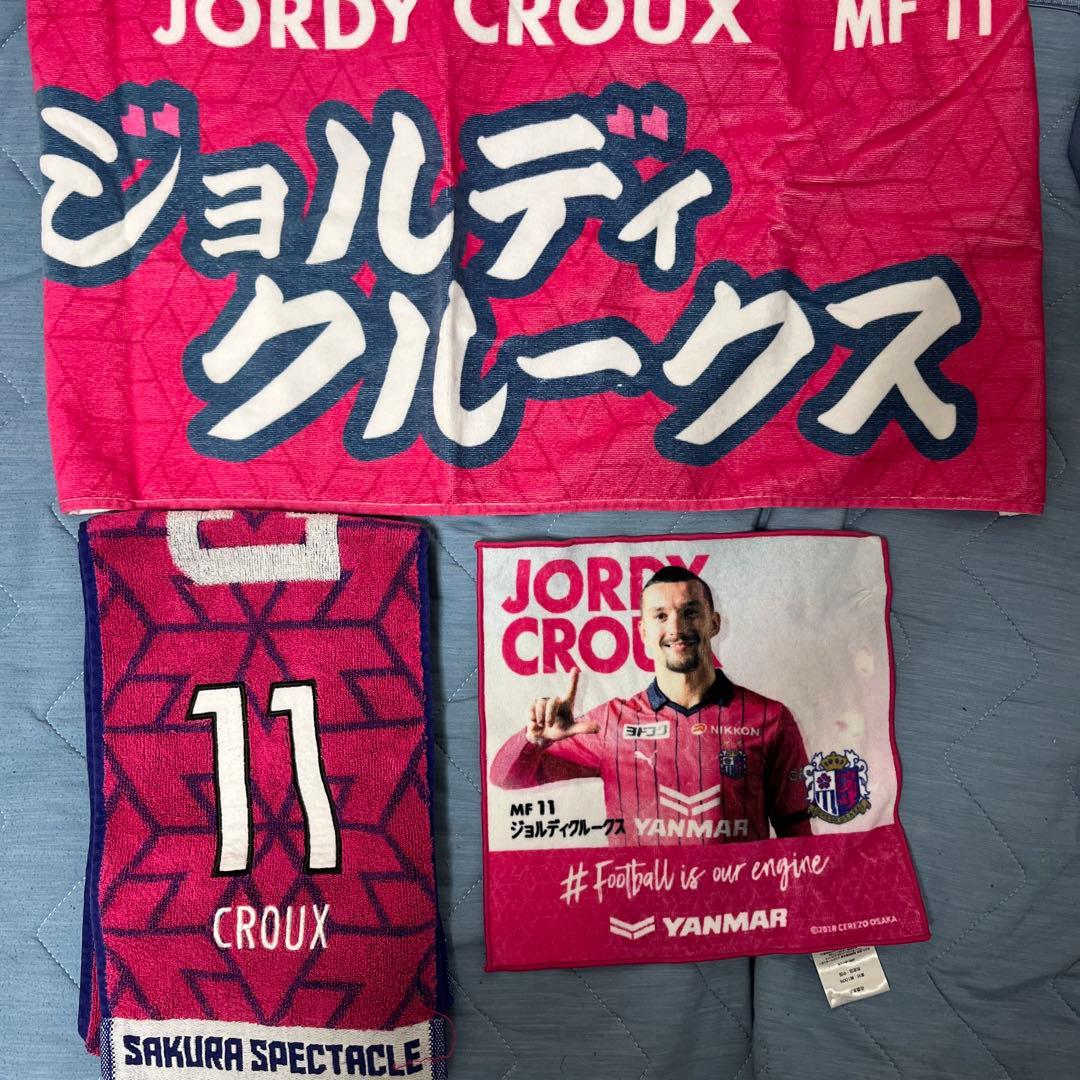 JORDY CROUX MF 11
ジョルディ
クルークス
11
CROUX
SAKURA SPECTACLE
JORDY
CROUX
ヨドコウ
NIKKON
MF 11
ジョルディクルークス
YANMAR
# Football is our engine
YANMAR
©2018 CEREZO OSAKA